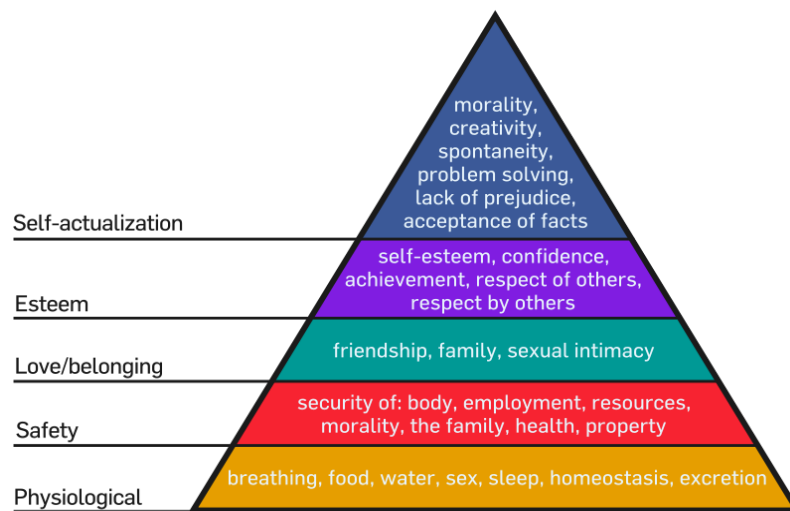 morality,
creativity,
spontaneity,
problem solving,
lack of prejudice,
acceptance of facts
Self-actualization
self-esteem, confidence,
achievement, respect of others,
respect by others
Esteem
friendship, family, sexual intimacy
Love/belonging
security of: body, employment, resources,
morality, the family, health, property
Safety
breathing, food, water, sex, sleep, homeostasis, excretion
Physiological